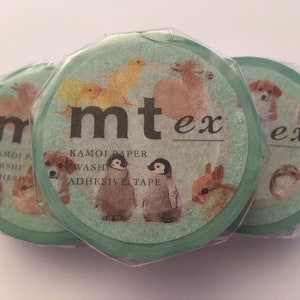 mt ex
KAMOI PAPER
WASHI
ADHESIVE TAPE